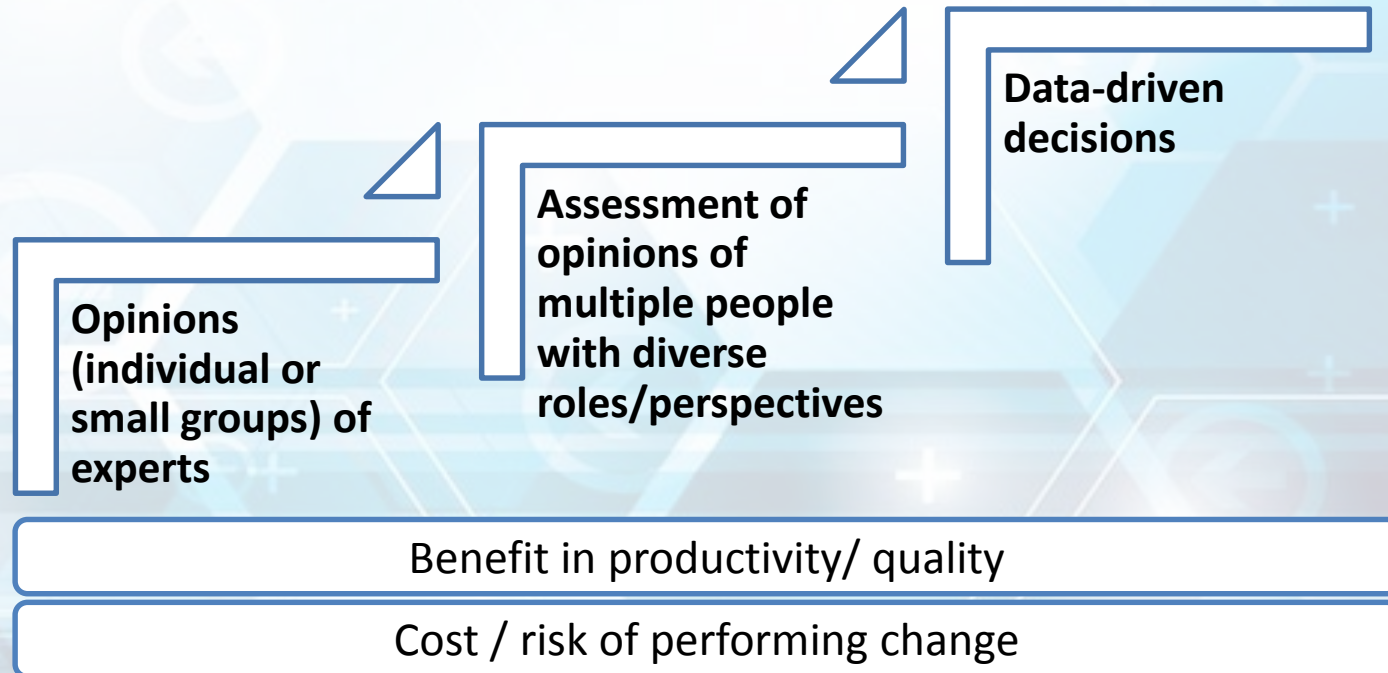 Opinions
(individual or
small groups) of
experts
Assessment of
opinions of
multiple people
with diverse
roles/perspectives
Data-driven
decisions
Benefit in productivity/ quality
Cost / risk of performing change